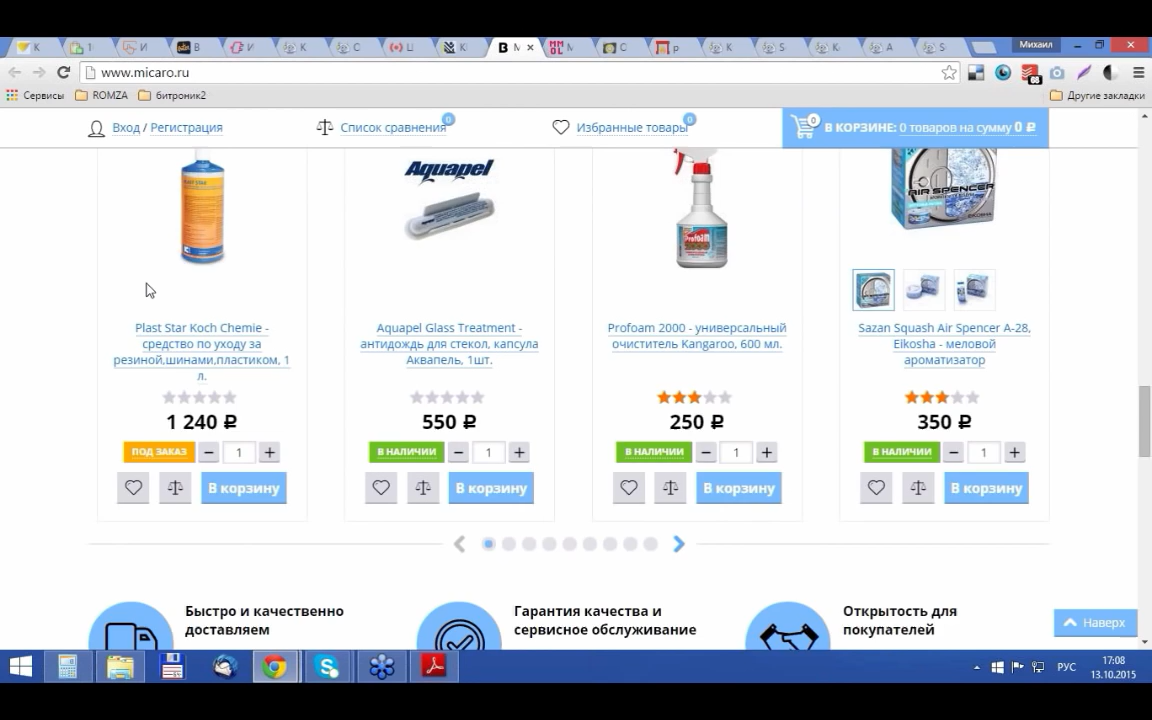 К
1
И
B
И
К
С
Ц
К
М
М
С
р
К
S
К
А
S
Михаил
www.micaro.ru
66
Сервисы ROMZA битроник2 Другие закладки
Вход / Регистрация
Список сравнения 0
Избранные товары 0
0 В КОРЗИНЕ: 0 товаров на сумму 0 ₽
PLAST STAR
Aquapel
Profoam
AIR SPENCER
Plast Star Koch Chemie -
средство по уходу за
резиной,шинами,пластиком, 1
л.
1 240 ₽
ПОД ЗАКАЗ − 1 +
В корзину
Aquapel Glass Treatment -
антидождь для стекол, капсула
Аквапель, 1шт.
550 ₽
В НАЛИЧИИ − 1 +
В корзину
Profoam 2000 - универсальный
очиститель Kangaroo, 600 мл.
250 ₽
В НАЛИЧИИ − 1 +
В корзину
Sazan Squash Air Spencer A-28,
Eikosha - меловой
ароматизатор
350 ₽
В НАЛИЧИИ − 1 +
В корзину
Быстро и качественно
доставляем
Гарантия качества и
сервисное обслуживание
Открытость для
покупателей
Наверх
РУС
17:08
13.10.2015